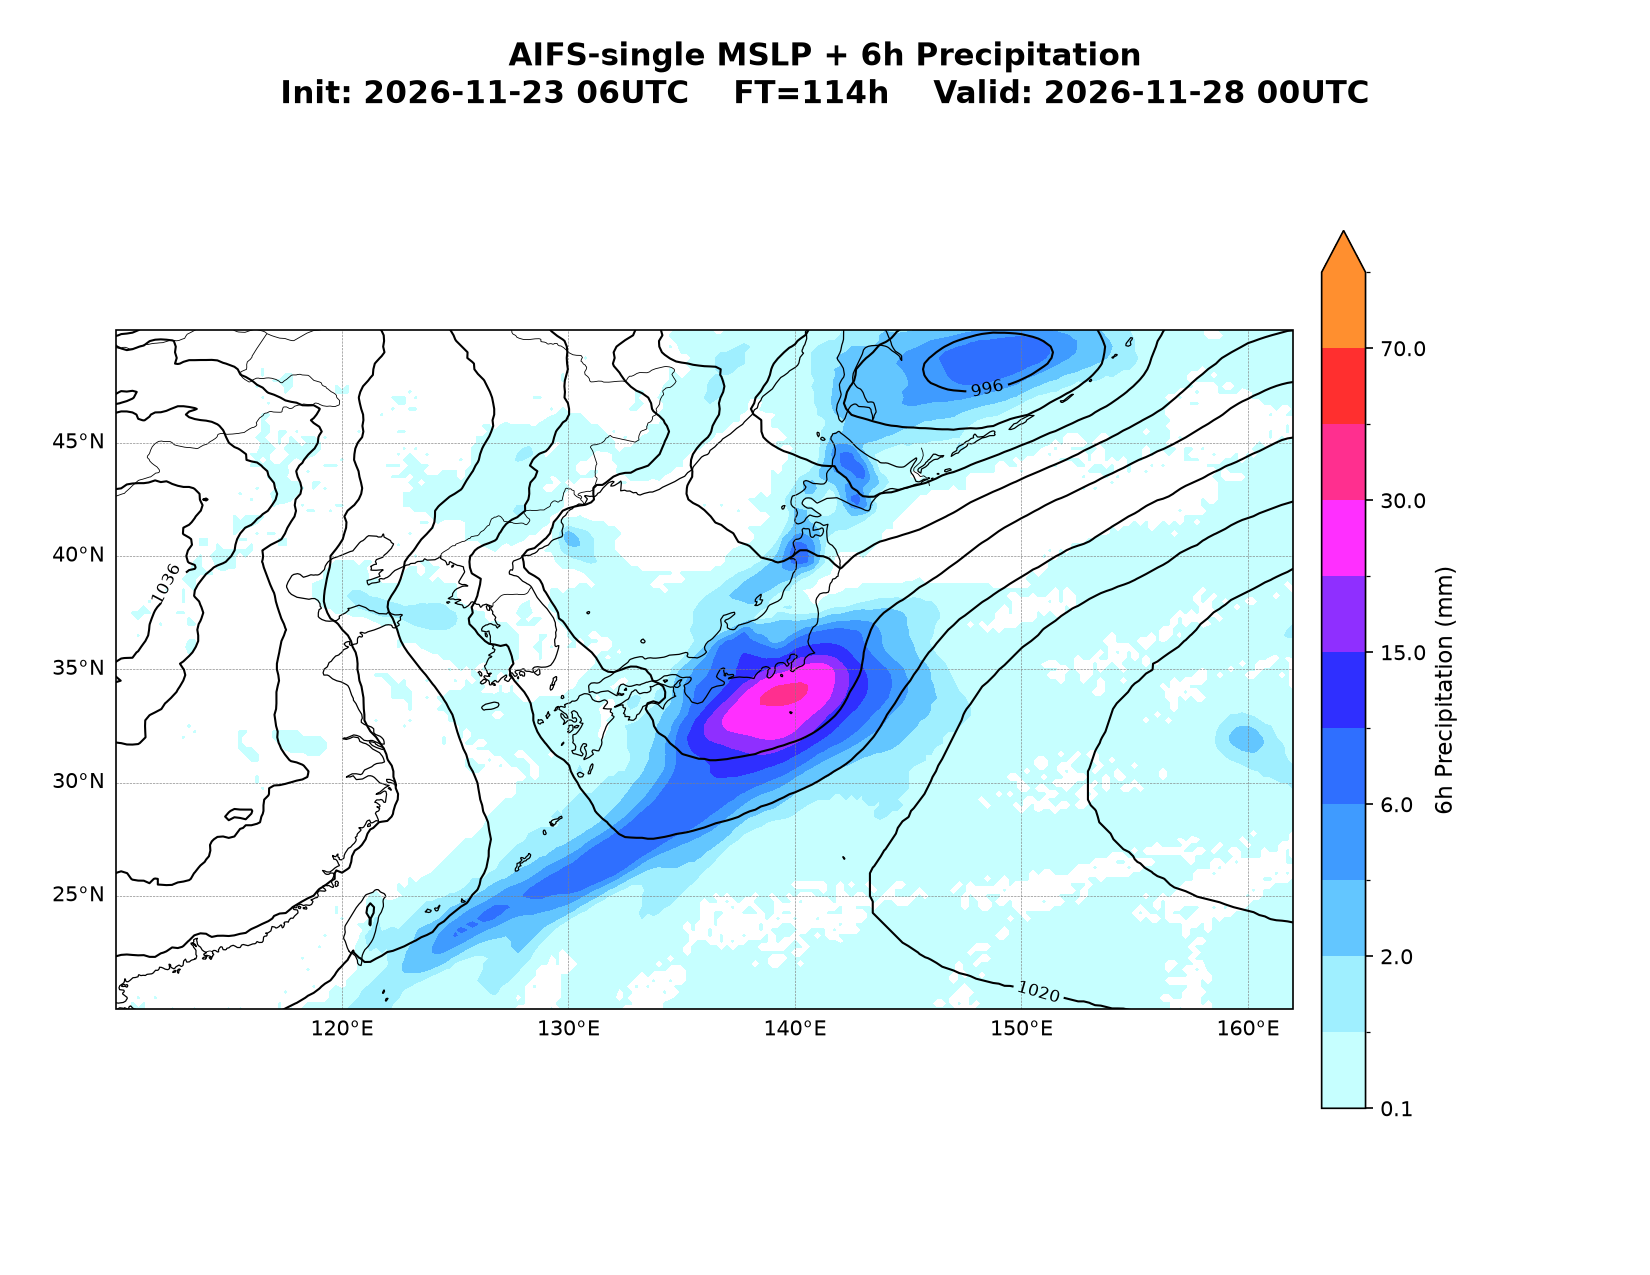 AIFS-single MSLP + 6h Precipitation
Init: 2026-11-23 06UTC    FT=114h    Valid: 2026-11-28 00UTC
996
1036
1020
45°N
40°N
35°N
30°N
25°N
120°E
130°E
140°E
150°E
160°E
70.0
30.0
15.0
6.0
2.0
0.1
6h Precipitation (mm)